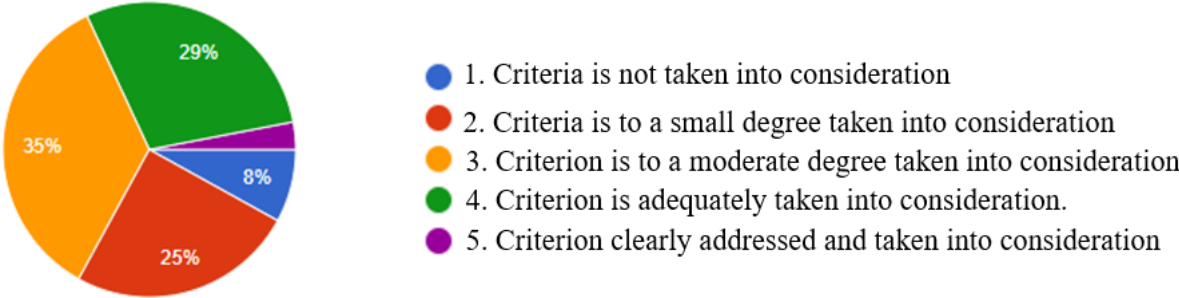 29%
35%
8%
25%
1. Criteria is not taken into consideration
2. Criteria is to a small degree taken into consideration
3. Criterion is to a moderate degree taken into consideration
4. Criterion is adequately taken into consideration.
5. Criterion clearly addressed and taken into consideration